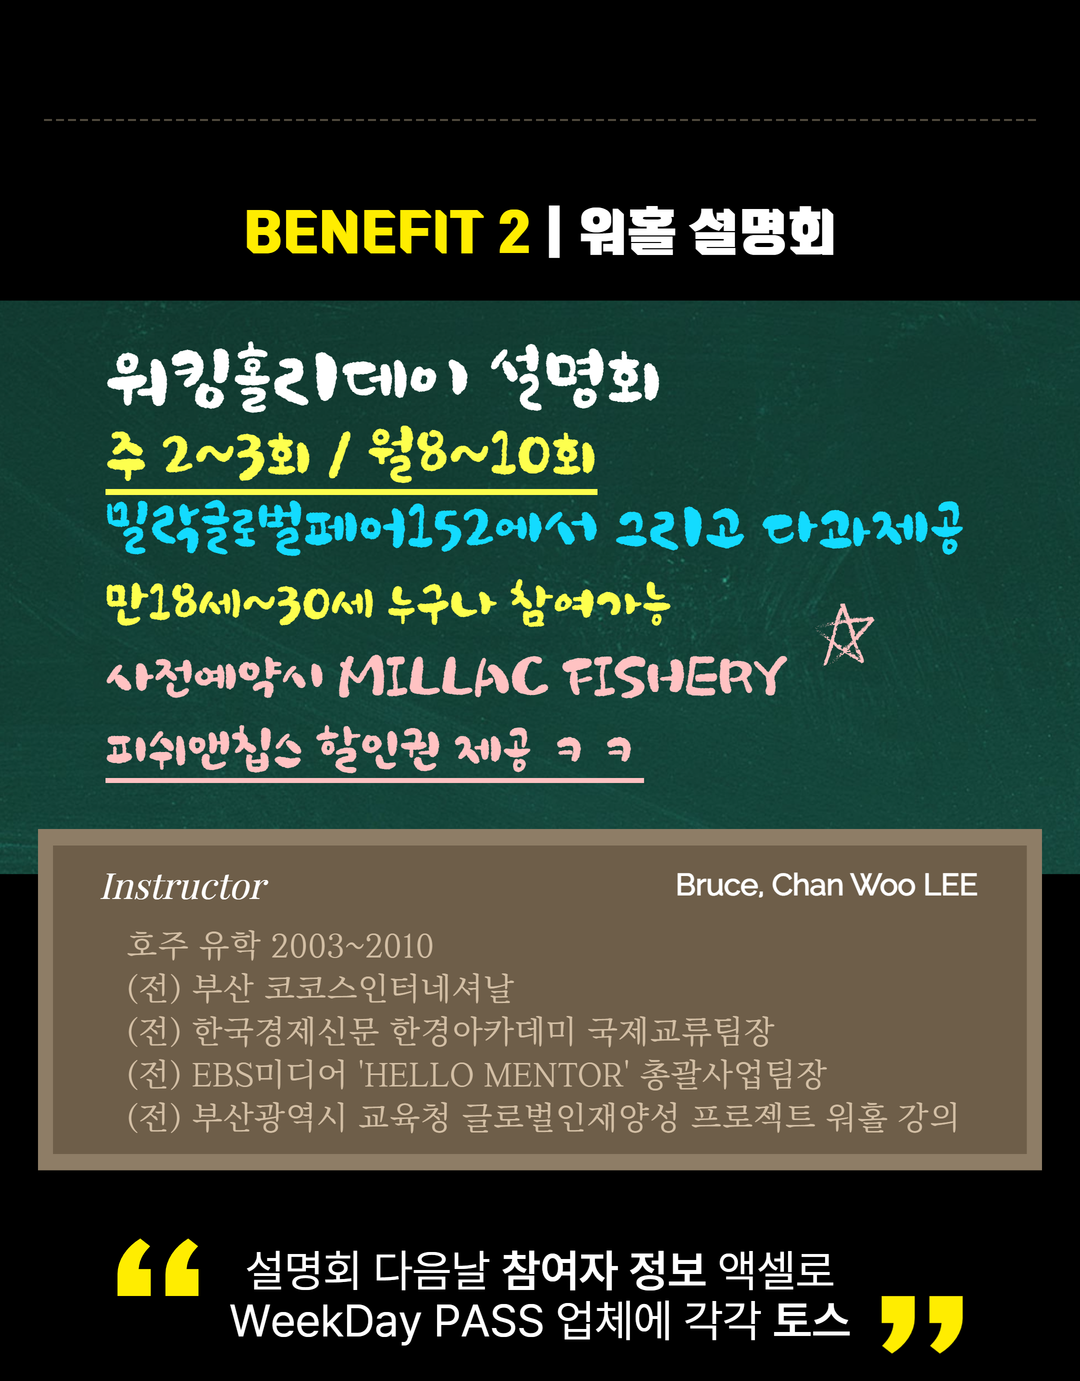 BENEFIT 2 | 워홀 설명회
워킹홀리데이 설명회
주 2~3회 / 월8~10회
밀락글로벌페어152에서 그리고 다과제공
만18세~30세 누구나 참여가능
사전예약시 MILLAC FISHERY
피쉬앤칩스 할인권 제공 ㅋ ㅋ
Instructor
Bruce, Chan Woo LEE
호주 유학 2003~2010
(전) 부산 코코스인터네셔날
(전) 한국경제신문 한경아카데미 국제교류팀장
(전) EBS미디어 'HELLO MENTOR' 총괄사업팀장
(전) 부산광역시 교육청 글로벌인재양성 프로젝트 워홀 강의
“ 설명회 다음날 참여자 정보 액셀로
WeekDay PASS 업체에 각각 토스 ”